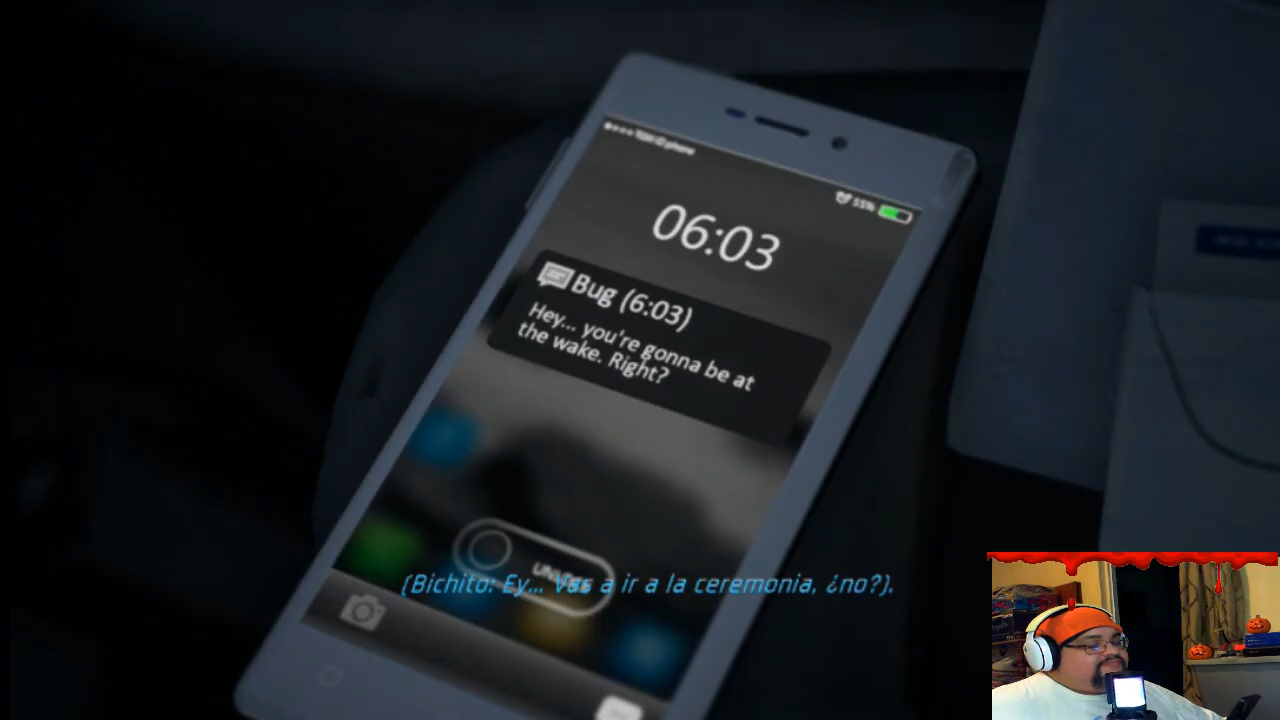 55%
06:03
Bug (6:03)
Hey... you're gonna be at
the wake. Right?
(Bichito: Ey... Vas a ir a la ceremonia, ¿no?).